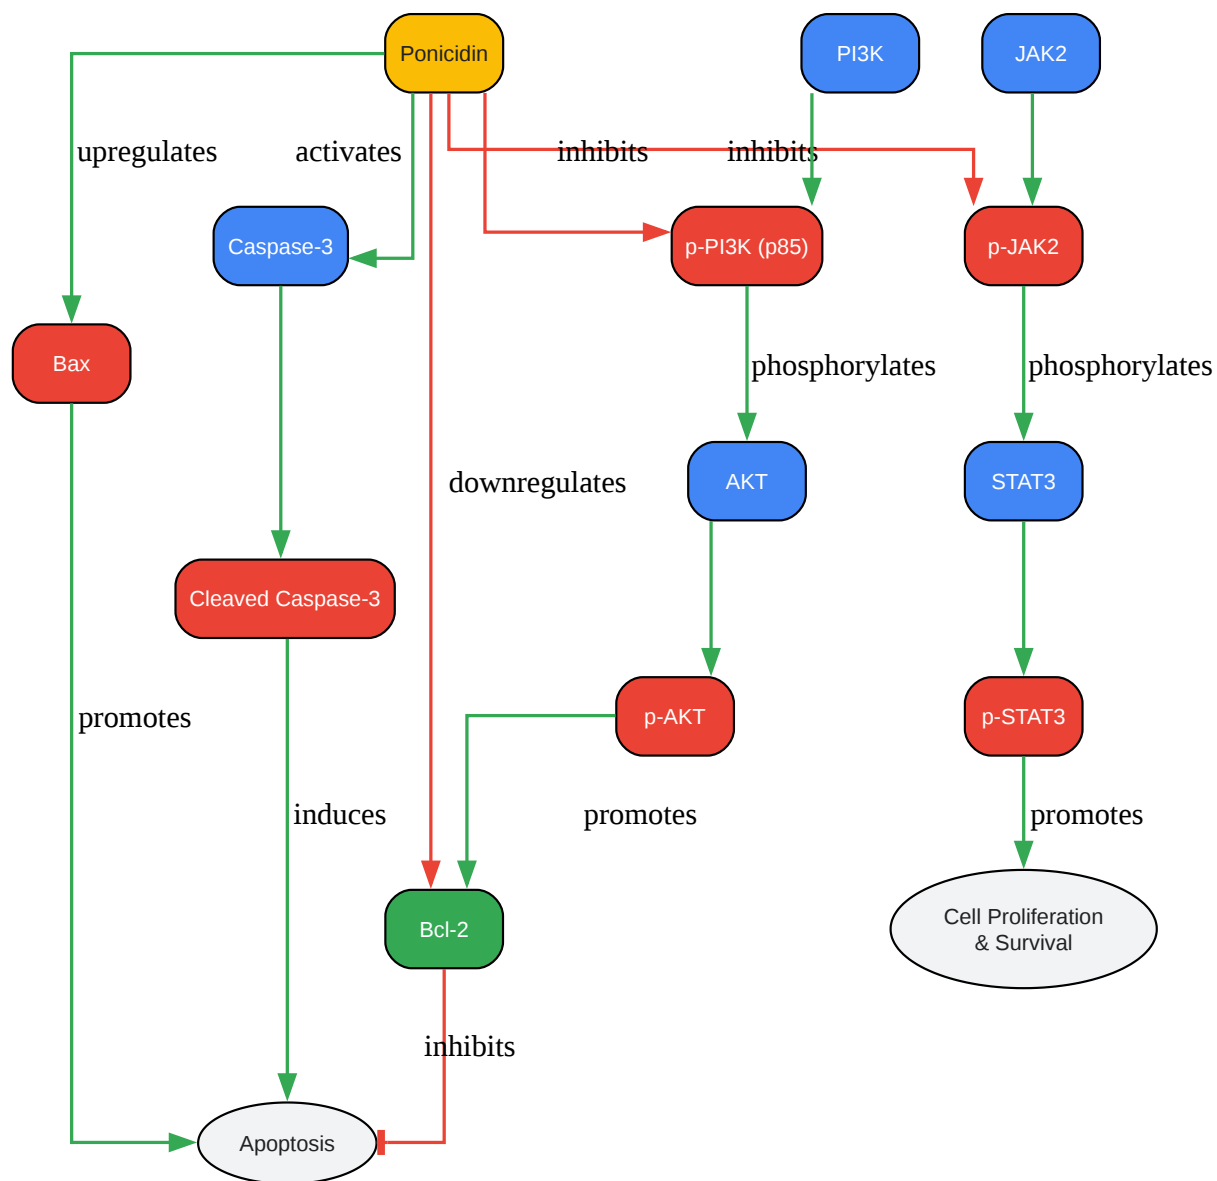 Ponicidin
PI3K
JAK2
upregulates
activates
inhibits
inhibits
Caspase-3
p-PI3K (p85)
p-JAK2
Bax
phosphorylates
phosphorylates
downregulates
AKT
STAT3
Cleaved Caspase-3
promotes
p-AKT
p-STAT3
induces
promotes
promotes
Bcl-2
Cell Proliferation
& Survival
inhibits
Apoptosis